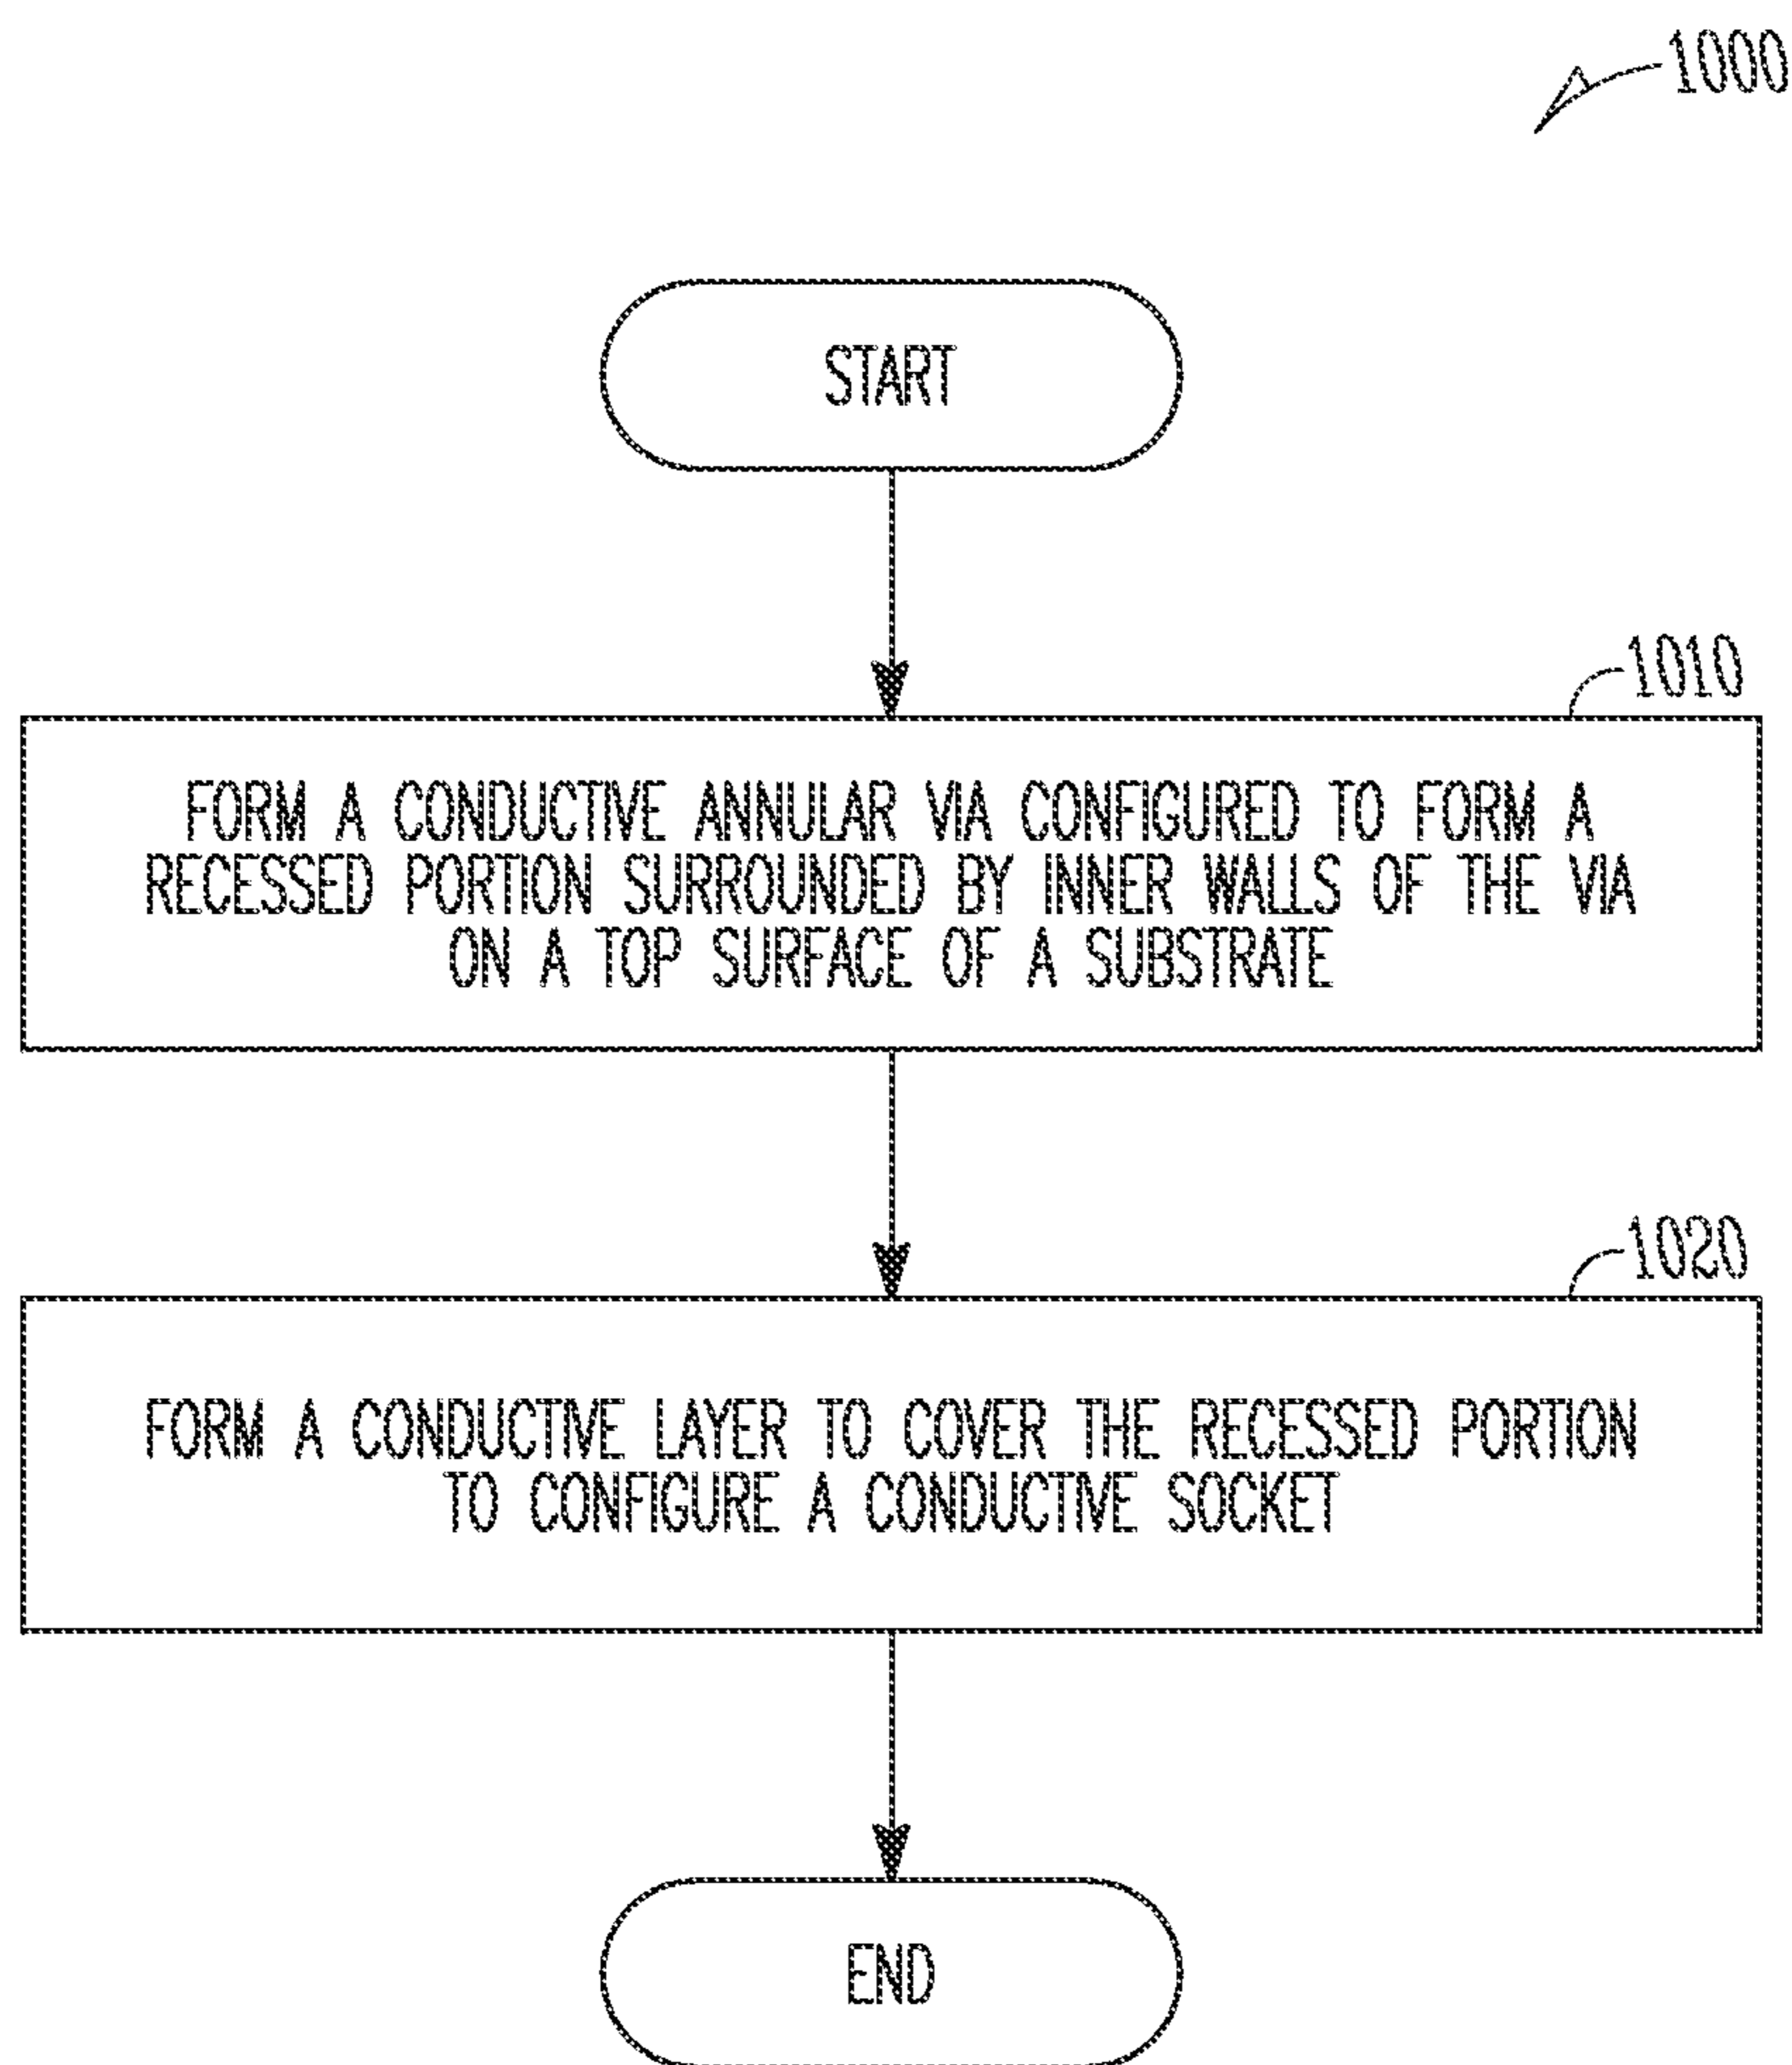 1000
START
1010
FORM A CONDUCTIVE ANNULAR VIA CONFIGURED TO FORM A
RECESSED PORTION SURROUNDED BY INNER WALLS OF THE VIA
ON A TOP SURFACE OF A SUBSTRATE
1020
FORM A CONDUCTIVE LAYER TO COVER THE RECESSED PORTION
TO CONFIGURE A CONDUCTIVE SOCKET
END